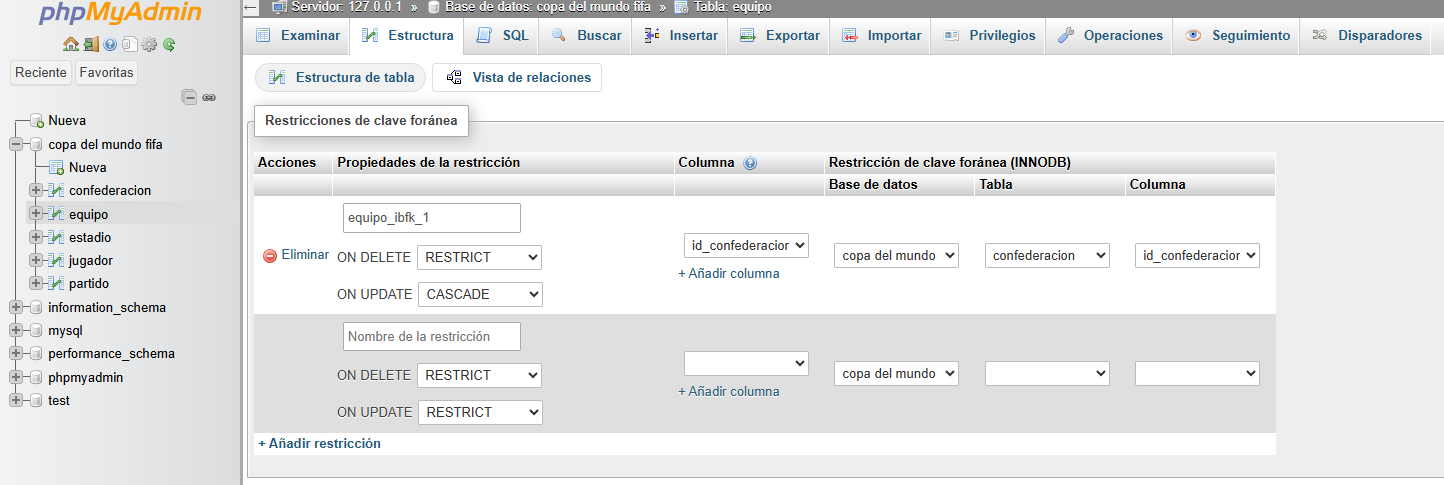 phpMyAdmin
Reciente Favoritas
Nueva
copa del mundo fifa
Nueva
confederacion
equipo
estadio
jugador
partido
information_schema
mysql
performance_schema
phpmyadmin
test
Servidor: 127.0.0.1 » Base de datos: copa del mundo fifa » Tabla: equipo
Examinar Estructura SQL Buscar Insertar Exportar Importar Privilegios Operaciones Seguimiento Disparadores
Estructura de tabla Vista de relaciones
Restricciones de clave foránea
Acciones Propiedades de la restricción Columna Restricción de clave foránea (INNODB)
Base de datos Tabla Columna
equipo_ibfk_1
Eliminar ON DELETE RESTRICT id_confederacior copa del mundo confederacion id_confederacior
+ Añadir columna
ON UPDATE CASCADE
Nombre de la restricción
ON DELETE RESTRICT copa del mundo
+ Añadir columna
ON UPDATE RESTRICT
+ Añadir restricción